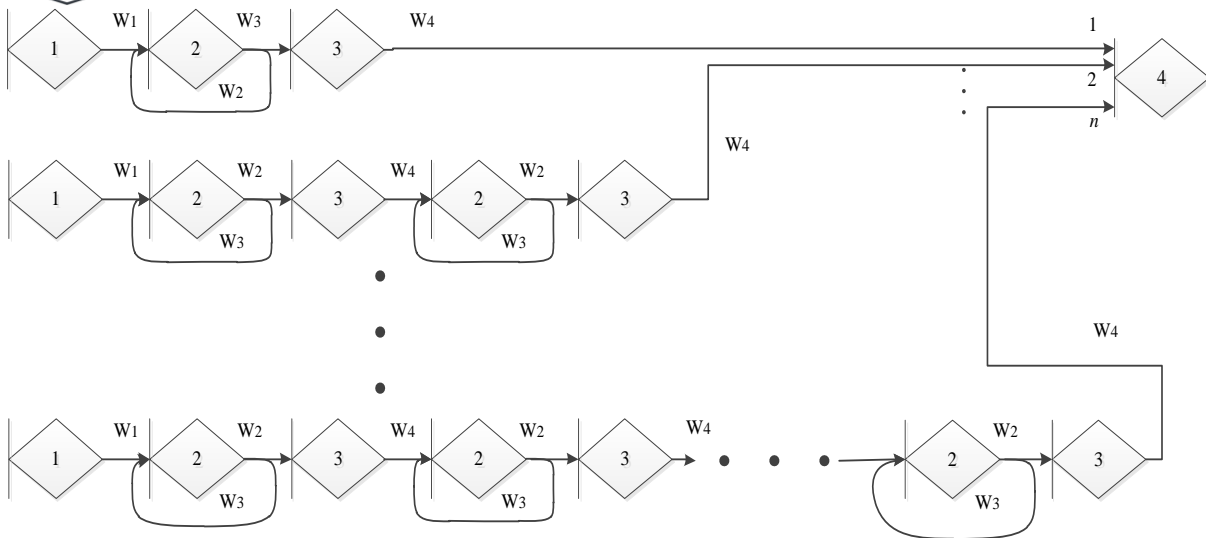 W1 W3 W4 1
1 2 3 4
W2 2
n
W4
W1 W2 W4 W2
1 2 3 2 3
W3 W3
W4
W1 W2 W4 W2 W4 W2
1 2 3 2 3 2 3
W3 W3 W3